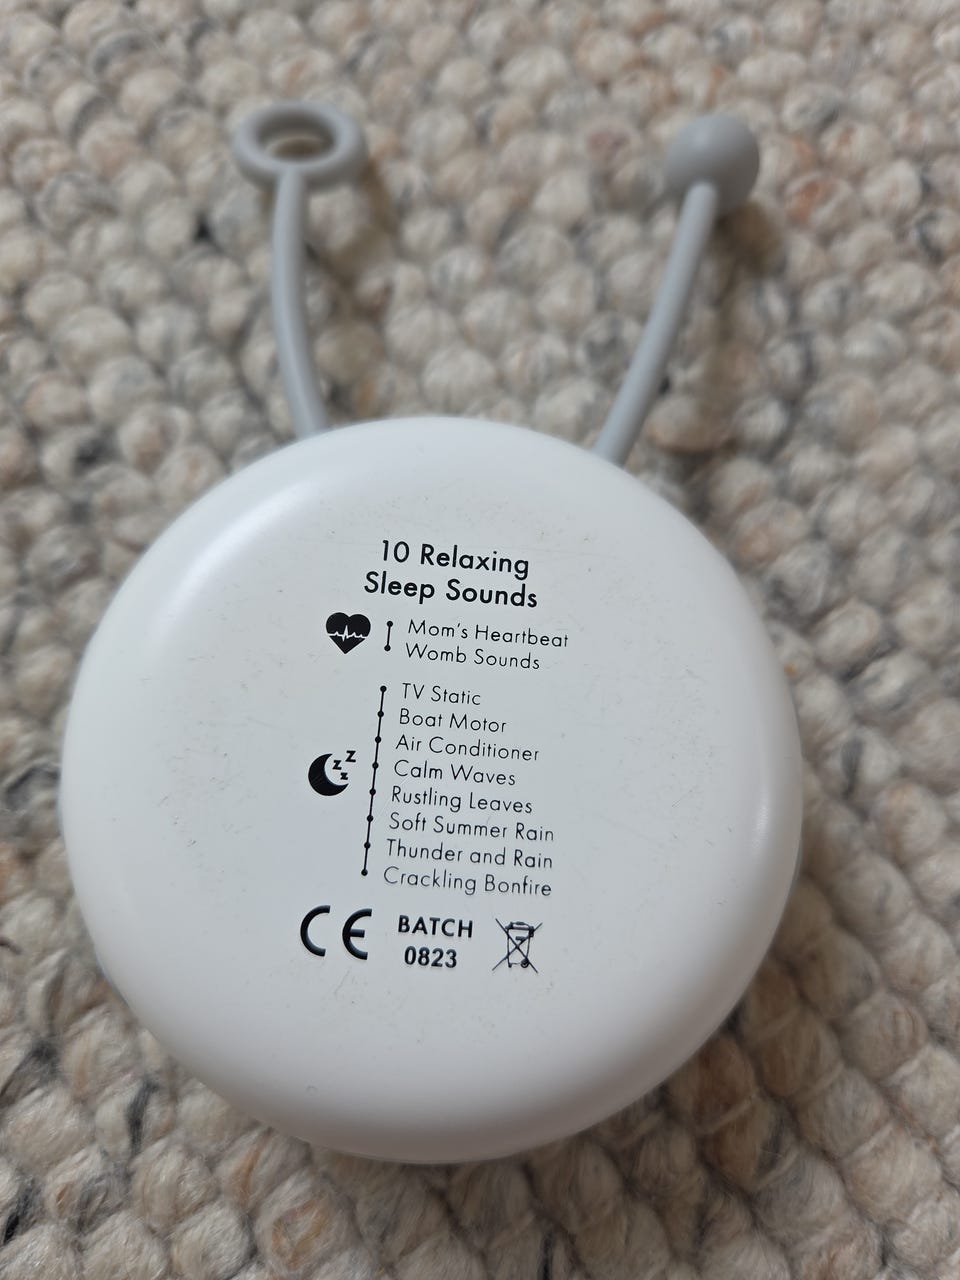 10 Relaxing
Sleep Sounds
Mom's Heartbeat
Womb Sounds
z z z
TV Static
Boat Motor
Air Conditioner
Calm Waves
Rustling Leaves
Soft Summer Rain
Thunder and Rain
Crackling Bonfire
CE BATCH
0823